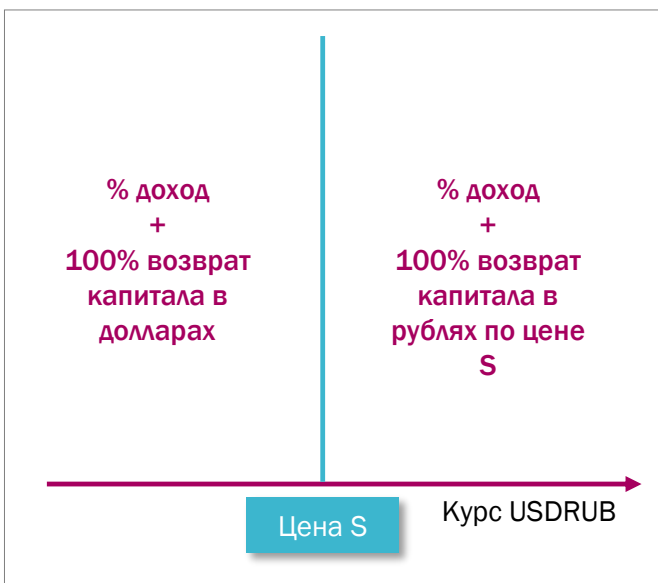 % доход
+
100% возврат
капитала в
долларах
% доход
+
100% возврат
капитала в
рублях по цене
S
Цена S
Курс USDRUB